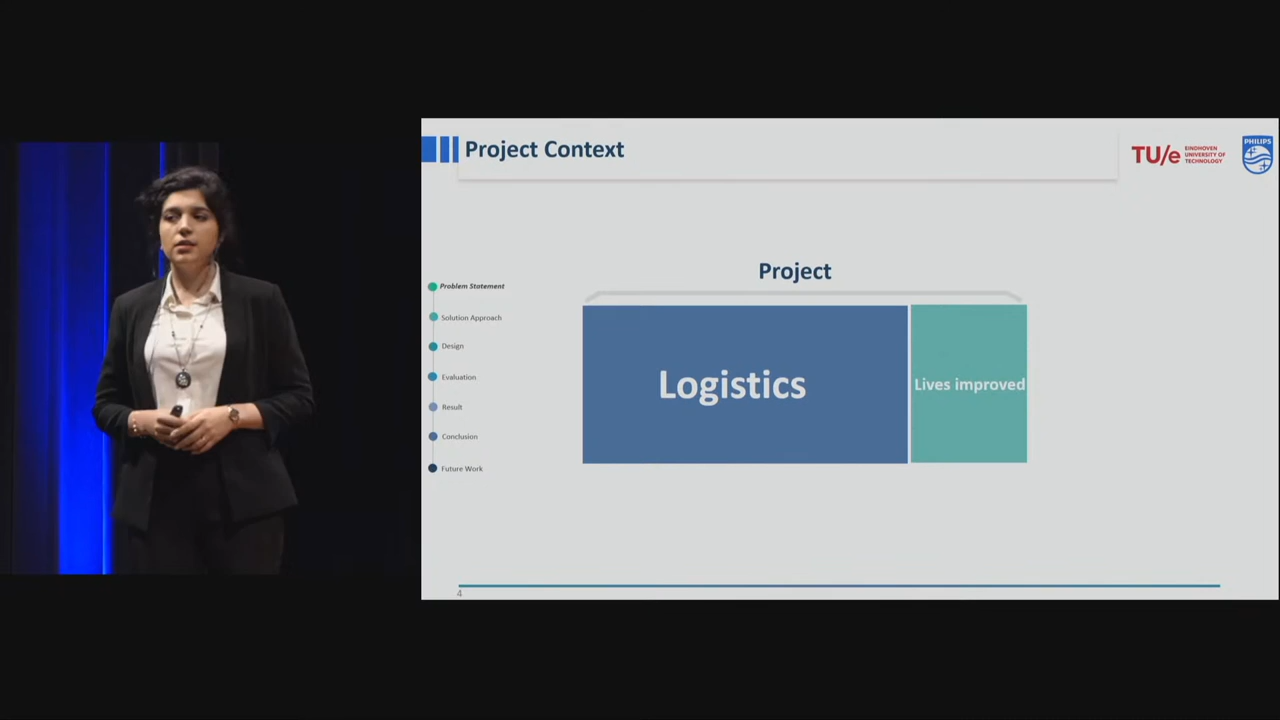 Project Context
TU/e
EINDHOVEN
UNIVERSITY OF
TECHNOLOGY
PHILIPS
Project
Problem Statement
Solution Approach
Design
Evaluation
Result
Conclusion
Future Work
Logistics
Lives improved
4